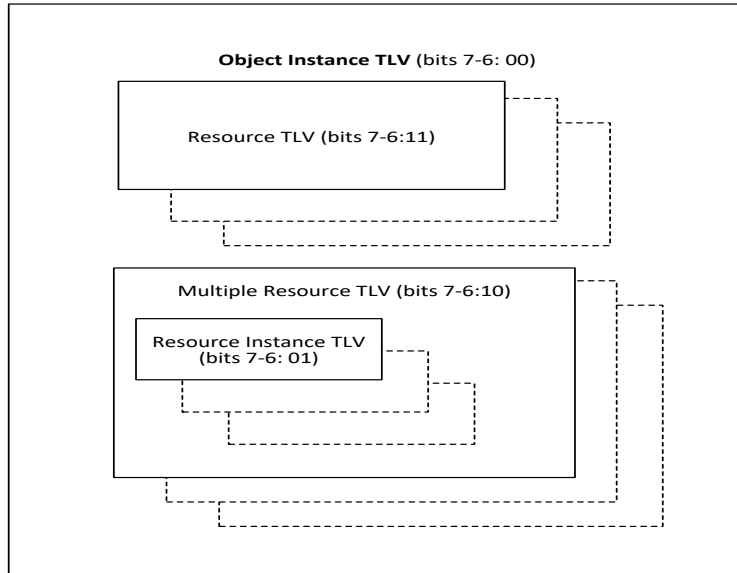 Object Instance TLV (bits 7-6: 00)
Resource TLV (bits 7-6:11)
Multiple Resource TLV (bits 7-6:10)
Resource Instance TLV
(bits 7-6: 01)